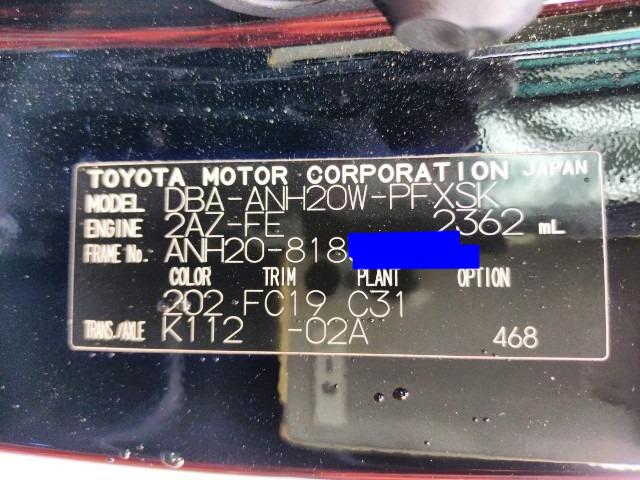 TOYOTA MOTOR CORPORATION JAPAN
MODEL DBA-ANH20W-PFXSK
ENGINE 2AZ-FE 2362 mL
FRAME No. ANH20-818
COLOR TRIM PLANT OPTION
202 FC19 C31
TRANS./AXLE K112 -02A 468